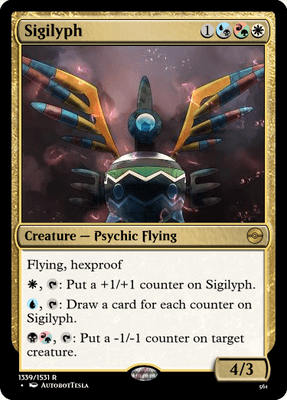 Sigilyph 1
Creature — Psychic Flying
Flying, hexproof
, : Put a +1/+1 counter on Sigilyph.
, : Draw a card for each counter on
Sigilyph.
, : Put a -1/-1 counter on target
creature.
4/3
1339/1531 R
• AutobotTesla